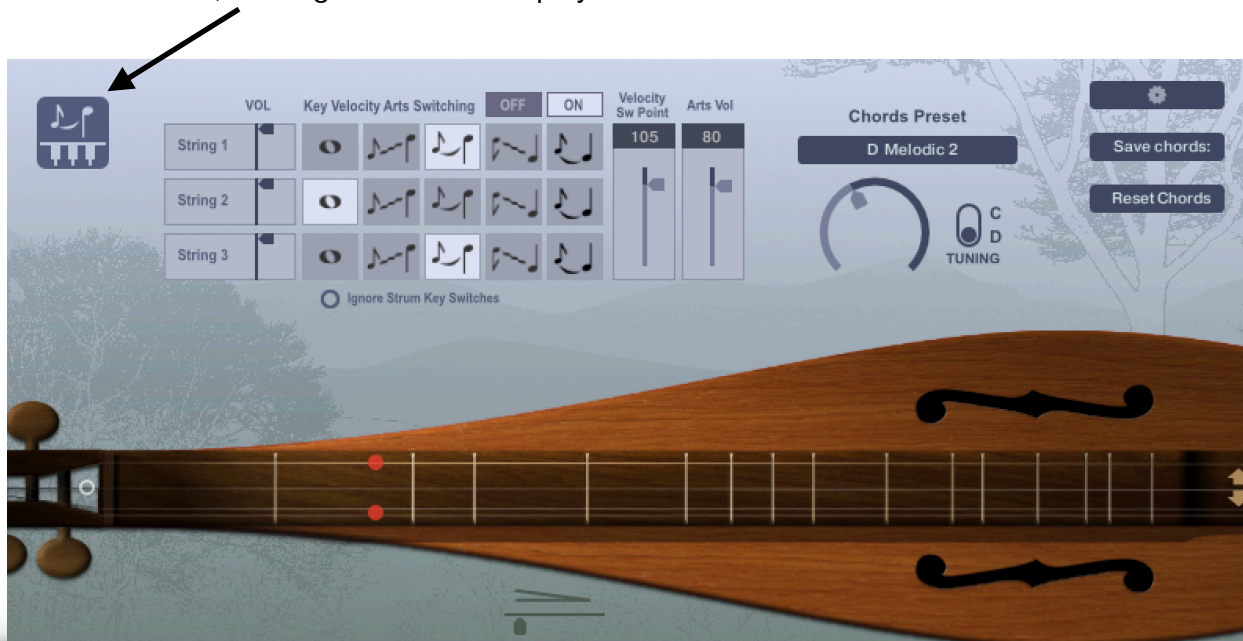 VOL
Key Velocity Arts Switching
OFF
ON
Velocity
Sw Point
Arts Vol
105
80
String 1
String 2
String 3
Ignore Strum Key Switches
Chords Preset
D Melodic 2
C
D
TUNING
Save chords:
Reset Chords